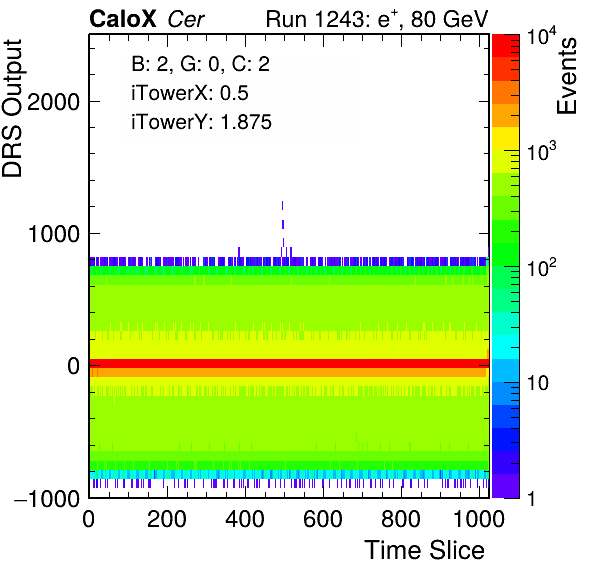 CaloX Cer
Run 1243: e+, 80 GeV
B: 2, G: 0, C: 2
iTowerX: 0.5
iTowerY: 1.875
DRS Output
2000
1000
0
−1000
0 200 400 600 800 1000
Time Slice
Events
10^4
10^3
10^2
10
1